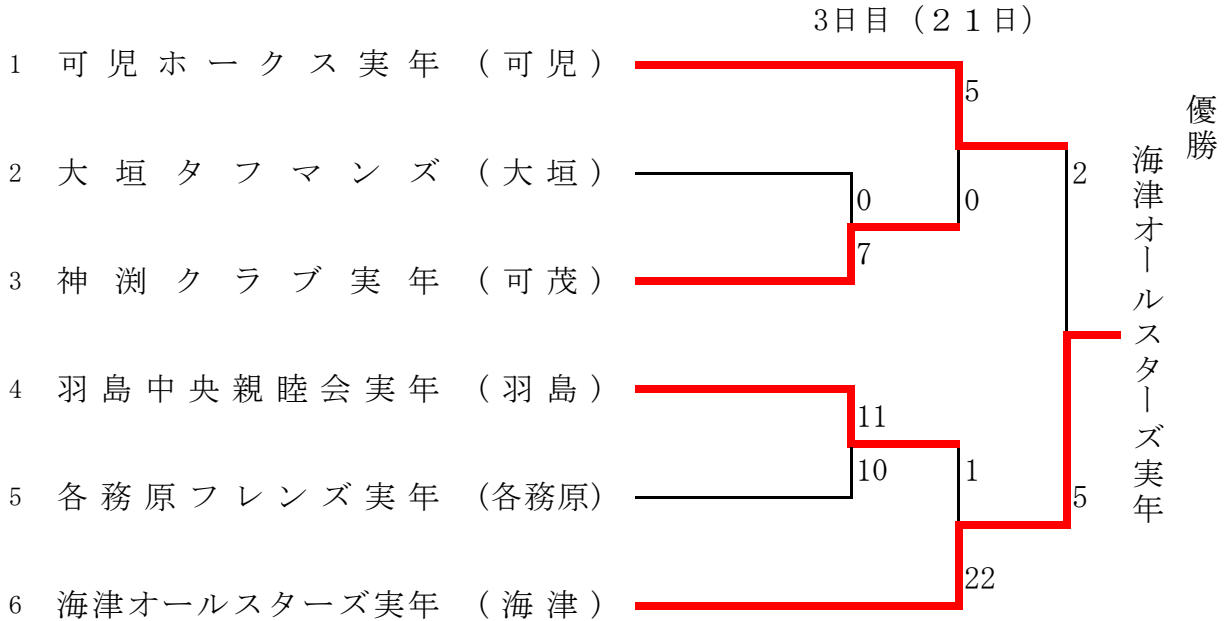 3日目（２１日）
1 可児ホークス実年 （可児）
5
優勝
海津オールスターズ実年
2 大垣タフマンズ （大垣）
2
0
0
7
3 神渕クラブ実年 （可茂）
4 羽島中央親睦会実年 （羽島）
11
10
1
5 各務原フレンズ実年 (各務原)
5
22
6 海津オールスターズ実年 （海津）